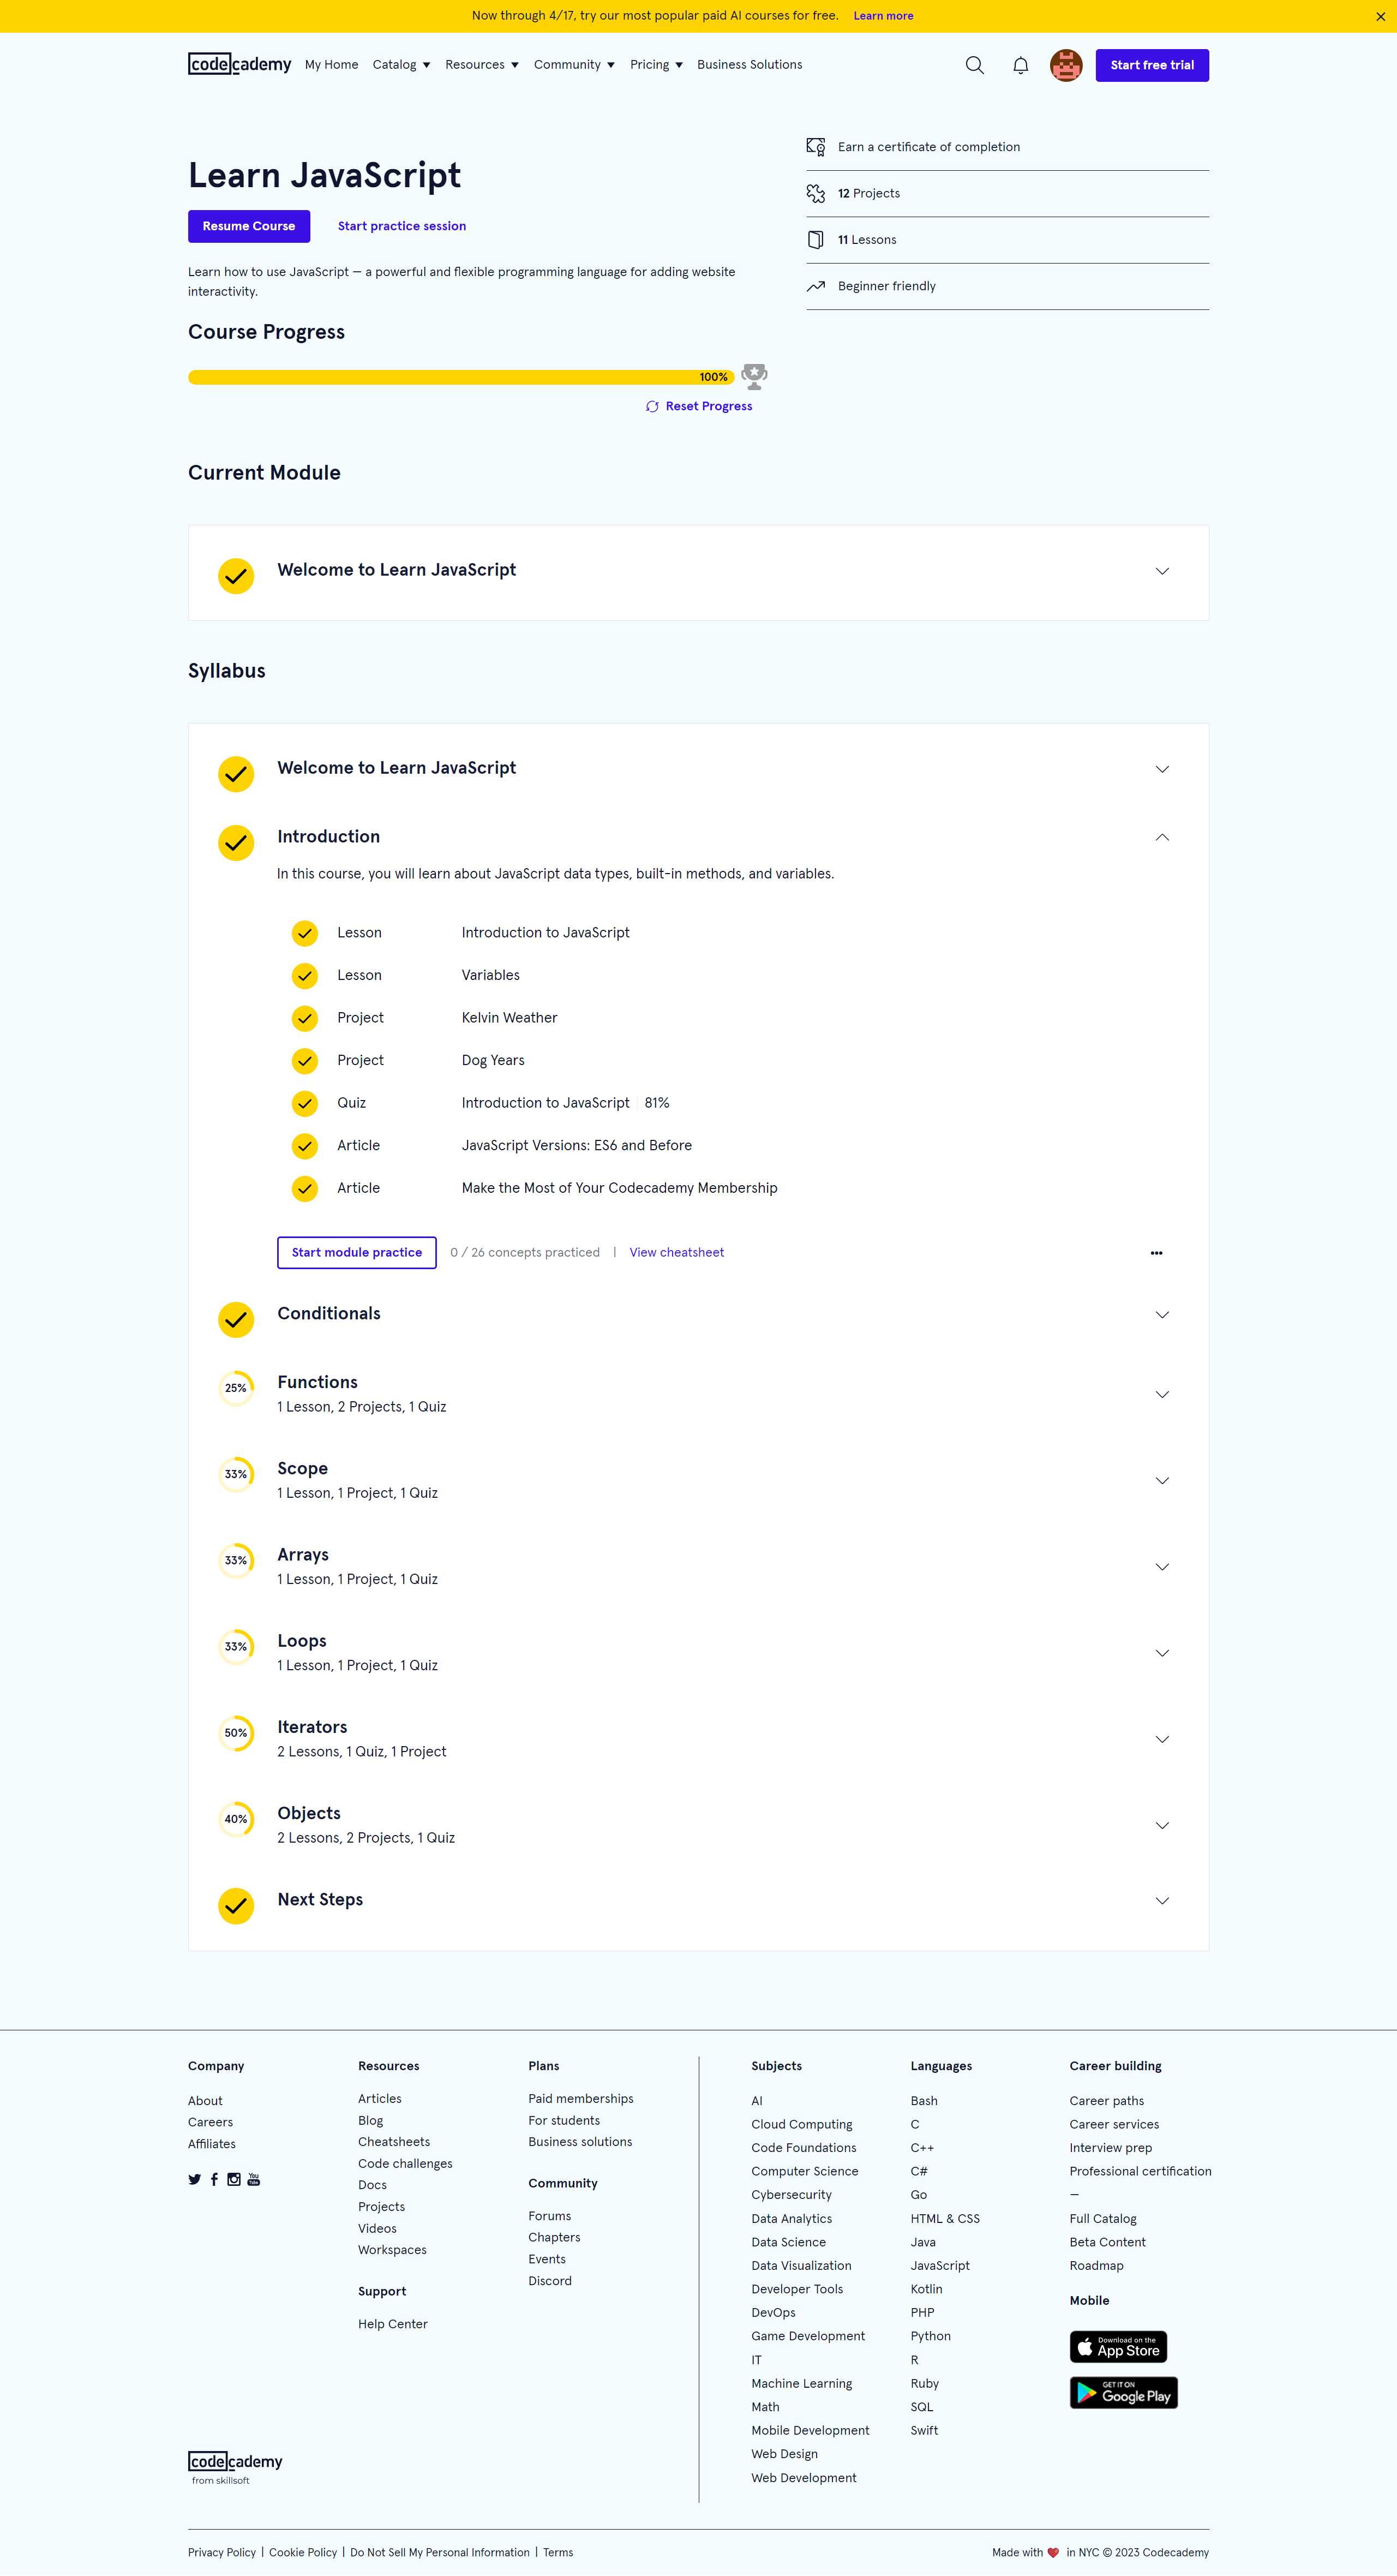 Now through 4/17, try our most popular paid AI courses for free. Learn more
codecademy My Home Catalog Resources Community Pricing Business Solutions Start free trial
Learn JavaScript
Resume Course Start practice session
Learn how to use JavaScript — a powerful and flexible programming language for adding website
interactivity.
Earn a certificate of completion
12 Projects
11 Lessons
Beginner friendly
Course Progress
100%
Reset Progress
Current Module
Welcome to Learn JavaScript
Syllabus
Welcome to Learn JavaScript
Introduction
In this course, you will learn about JavaScript data types, built-in methods, and variables.
Lesson Introduction to JavaScript
Lesson Variables
Project Kelvin Weather
Project Dog Years
Quiz Introduction to JavaScript 81%
Article JavaScript Versions: ES6 and Before
Article Make the Most of Your Codecademy Membership
Start module practice 0 / 26 concepts practiced | View cheatsheet
Conditionals
25% Functions
1 Lesson, 2 Projects, 1 Quiz
33% Scope
1 Lesson, 1 Project, 1 Quiz
33% Arrays
1 Lesson, 1 Project, 1 Quiz
33% Loops
1 Lesson, 1 Project, 1 Quiz
50% Iterators
2 Lessons, 1 Quiz, 1 Project
40% Objects
2 Lessons, 2 Projects, 1 Quiz
Next Steps
Company
About
Careers
Affiliates
You
Tube
Resources
Articles
Blog
Cheatsheets
Code challenges
Docs
Projects
Videos
Workspaces
Support
Help Center
Plans
Paid memberships
For students
Business solutions
Community
Forums
Chapters
Events
Discord
codecademy
from skillsoft
Subjects
AI
Cloud Computing
Code Foundations
Computer Science
Cybersecurity
Data Analytics
Data Science
Data Visualization
Developer Tools
DevOps
Game Development
IT
Machine Learning
Math
Mobile Development
Web Design
Web Development
Languages
Bash
C
C++
C#
Go
HTML & CSS
Java
JavaScript
Kotlin
PHP
Python
R
Ruby
SQL
Swift
Career building
Career paths
Career services
Interview prep
Professional certification
—
Full Catalog
Beta Content
Roadmap
Mobile
Download on the
App Store
GET IT ON
Google Play
Privacy Policy | Cookie Policy | Do Not Sell My Personal Information | Terms
Made with ❤️ in NYC © 2023 Codecademy